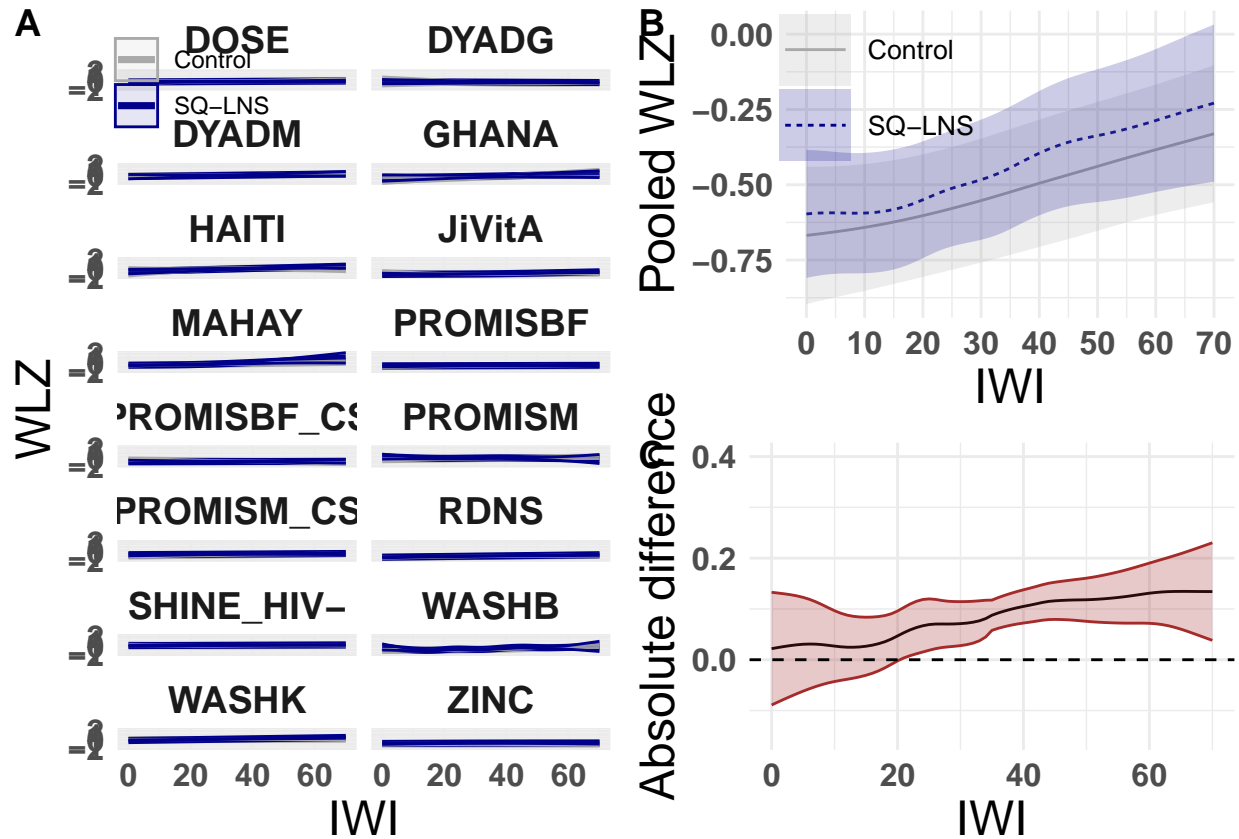 A
DOSE
DYADG
Control
SQ−LNS
DYADM
GHANA
HAITI
JiVitA
MAHAY
PROMISBF
PROMISBF_CS
PROMISM
PROMISM_CS
RDNS
SHINE_HIV−
WASHB
WASHK
ZINC
WLZ
0 20 40 60
0 20 40 60
IWI
B
Pooled WLZ
0.00
−0.25
−0.50
−0.75
Control
SQ−LNS
0 10 20 30 40 50 60 70
IWI
C
Absolute difference
0.4
0.2
0.0
0 20 40 60
IWI